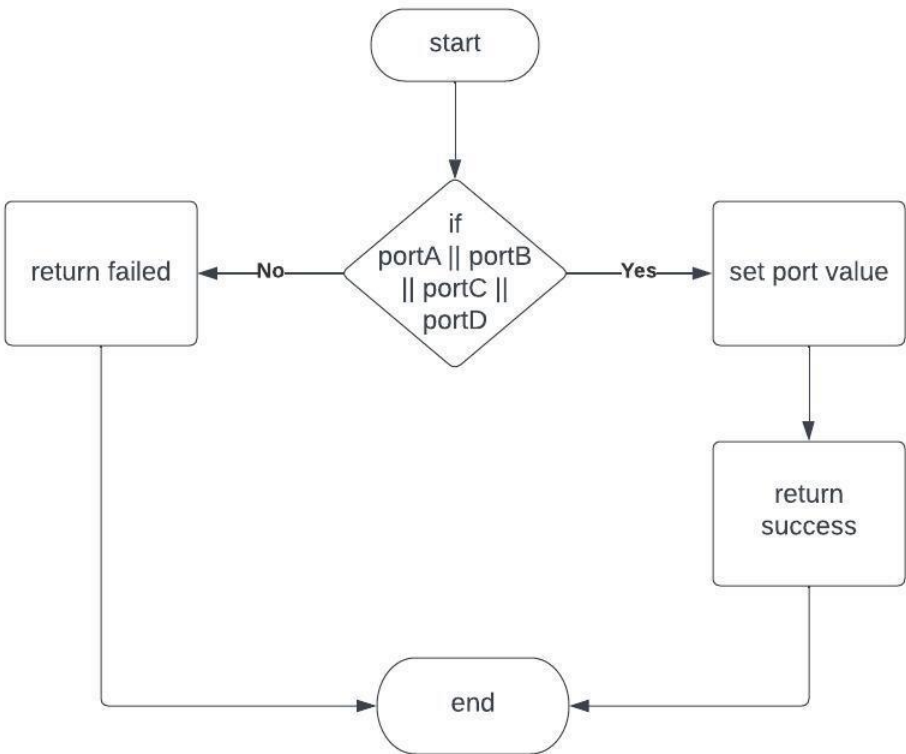 start
if
portA || portB
|| portC ||
portD
No
Yes
return failed
set port value
return
success
end